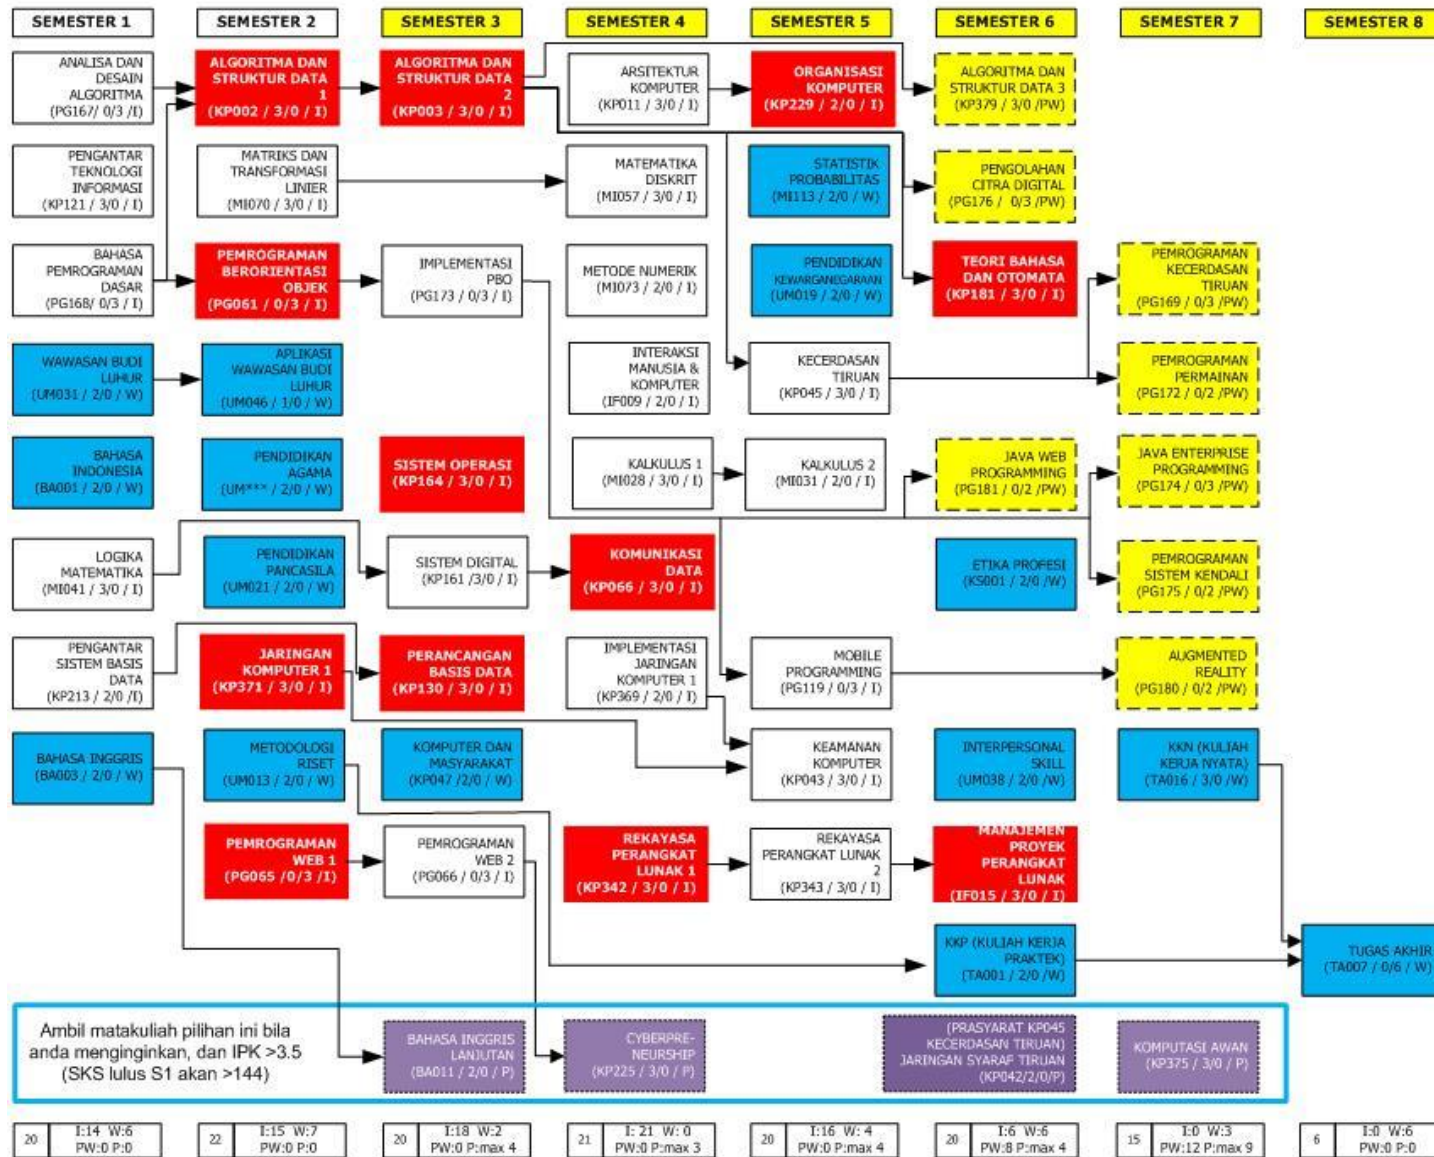 SEMESTER 1
SEMESTER 2
SEMESTER 3
SEMESTER 4
SEMESTER 5
SEMESTER 6
SEMESTER 7
SEMESTER 8
ANALISA DAN
DESAIN
ALGORITMA
(PG167/ 0/3 /I)
ALGORITMA DAN
STRUKTUR DATA
1
(KP002 / 3/0 / I)
ALGORITMA DAN
STRUKTUR DATA
2
(KP003 / 3/0 / I)
ARSITEKTUR
KOMPUTER
(KP011 / 3/0 / I)
ORGANISASI
KOMPUTER
(KP229 / 2/0 / I)
ALGORITMA DAN
STRUKTUR DATA 3
(KP379 / 3/0 /PW)
PENGANTAR
TEKNOLOGI
INFORMASI
(KP121 / 3/0 / I)
MATRIKS DAN
TRANSFORMASI
LINIER
(MI070 / 3/0 / I)
MATEMATIKA
DISKRIT
(MI057 / 3/0 / I)
STATISTIK
PROBABILITAS
(MI113 / 2/0 / W)
PENGOLAHAN
CITRA DIGITAL
(PG176 / 0/3 /PW)
BAHASA
PEMROGRAMAN
DASAR
(PG168/ 0/3 / I)
PEMROGRAMAN
BERORIENTASI
OBJEK
(PG061 / 0/3 / I)
IMPLEMENTASI
PBO
(PG173 / 0/3 / I)
METODE NUMERIK
(MI073 / 2/0 / I)
PENDIDIKAN
KEWARGANEGARAAN
(UM019 / 2/0 / W)
TEORI BAHASA
DAN OTOMATA
(KP181 / 3/0 / I)
PEMROGRAMAN
KECERDASAN
TIRUAN
(PG169 / 0/3 /PW)
WAWASAN BUDI
LUHUR
(UM031 / 2/0 / W)
APLIKASI
WAWASAN BUDI
LUHUR
(UM046 / 1/0 / W)
INTERAKSI
MANUSIA &
KOMPUTER
(IF009 / 2/0 / I)
KECERDASAN
TIRUAN
(KP045 / 3/0 / I)
PEMROGRAMAN
PERMAINAN
(PG172 / 0/2 /PW)
BAHASA
INDONESIA
(BA001 / 2/0 / W)
PENDIDIKAN
AGAMA
(UM*** / 2/0 / W)
SISTEM OPERASI
(KP164 / 3/0 / I)
KALKULUS 1
(MI028 / 3/0 / I)
KALKULUS 2
(MI031 / 2/0 / I)
JAVA WEB
PROGRAMMING
(PG181 / 0/2 /PW)
JAVA ENTERPRISE
PROGRAMMING
(PG174 / 0/3 /PW)
LOGIKA
MATEMATIKA
(MI041 / 3/0 / I)
PENDIDIKAN
PANCASILA
(UM021 / 2/0 / W)
SISTEM DIGITAL
(KP161 /3/0 / I)
KOMUNIKASI
DATA
(KP066 / 3/0 / I)
ETIKA PROFESI
(KS001 / 2/0 /W)
PEMROGRAMAN
SISTEM KENDALI
(PG175 / 0/2 /PW)
PENGANTAR
SISTEM BASIS
DATA
(KP213 / 2/0 /I)
JARINGAN
KOMPUTER 1
(KP371 / 3/0 / I)
PERANCANGAN
BASIS DATA
(KP130 / 3/0 / I)
IMPLEMENTASI
JARINGAN
KOMPUTER 1
(KP369 / 2/0 / I)
MOBILE
PROGRAMMING
(PG119 / 0/3 / I)
AUGMENTED
REALITY
(PG180 / 0/2 /PW)
BAHASA INGGRIS
(BA003 / 2/0 / W)
METODOLOGI
RISET
(UM013 / 2/0 / W)
KOMPUTER DAN
MASYARAKAT
(KP047 /2/0 / W)
KEAMANAN
KOMPUTER
(KP043 / 3/0 / I)
INTERPERSONAL
SKILL
(UM038 / 2/0 /W)
KKN (KULIAH
KERJA NYATA)
(TA016 / 3/0 /W)
PEMROGRAMAN
WEB 1
(PG065 /0/3 /I)
PEMROGRAMAN
WEB 2
(PG066 / 0/3 / I)
REKAYASA
PERANGKAT
LUNAK 1
(KP342 / 3/0 / I)
REKAYASA
PERANGKAT LUNAK
2
(KP343 / 3/0 / I)
MANAJEMEN
PROYEK
PERANGKAT
LUNAK
(IF015 / 3/0 / I)
KKP (KULIAH KERJA
PRAKTEK)
(TA001 / 2/0 /W)
TUGAS AKHIR
(TA007 / 0/6 / W)
Ambil matakuliah pilihan ini bila
anda menginginkan, dan IPK >3.5
(SKS lulus S1 akan >144)
BAHASA INGGRIS
LANJUTAN
(BA011 / 2/0 / P)
CYBERPRE-
NEURSHIP
(KP225 / 3/0 / P)
(PRASYARAT KP045
KECERDASAN TIRUAN)
JARINGAN SYARAF TIRUAN
(KP042/2/0/P)
KOMPUTASI AWAN
(KP375 / 3/0 / P)
20
I:14 W:6
PW:0 P:0
22
I:15 W:7
PW:0 P:0
20
I:18 W:2
PW:0 P:max 4
21
I: 21 W: 0
PW:0 P:max 3
20
I:16 W: 4
PW:0 P:max 4
20
I:6 W:6
PW:8 P:max 4
15
I:0 W:3
PW:12 P:max 9
6
I:0 W:6
PW:0 P:0